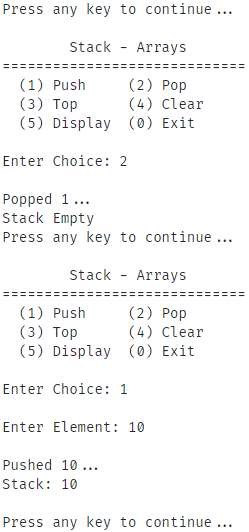 Press any key to continue...
Stack - Arrays
==============================
(1) Push (2) Pop
(3) Top (4) Clear
(5) Display (0) Exit
Enter Choice: 2
Popped 1...
Stack Empty
Press any key to continue...
Stack - Arrays
==============================
(1) Push (2) Pop
(3) Top (4) Clear
(5) Display (0) Exit
Enter Choice: 1
Enter Element: 10
Pushed 10...
Stack: 10
Press any key to continue...